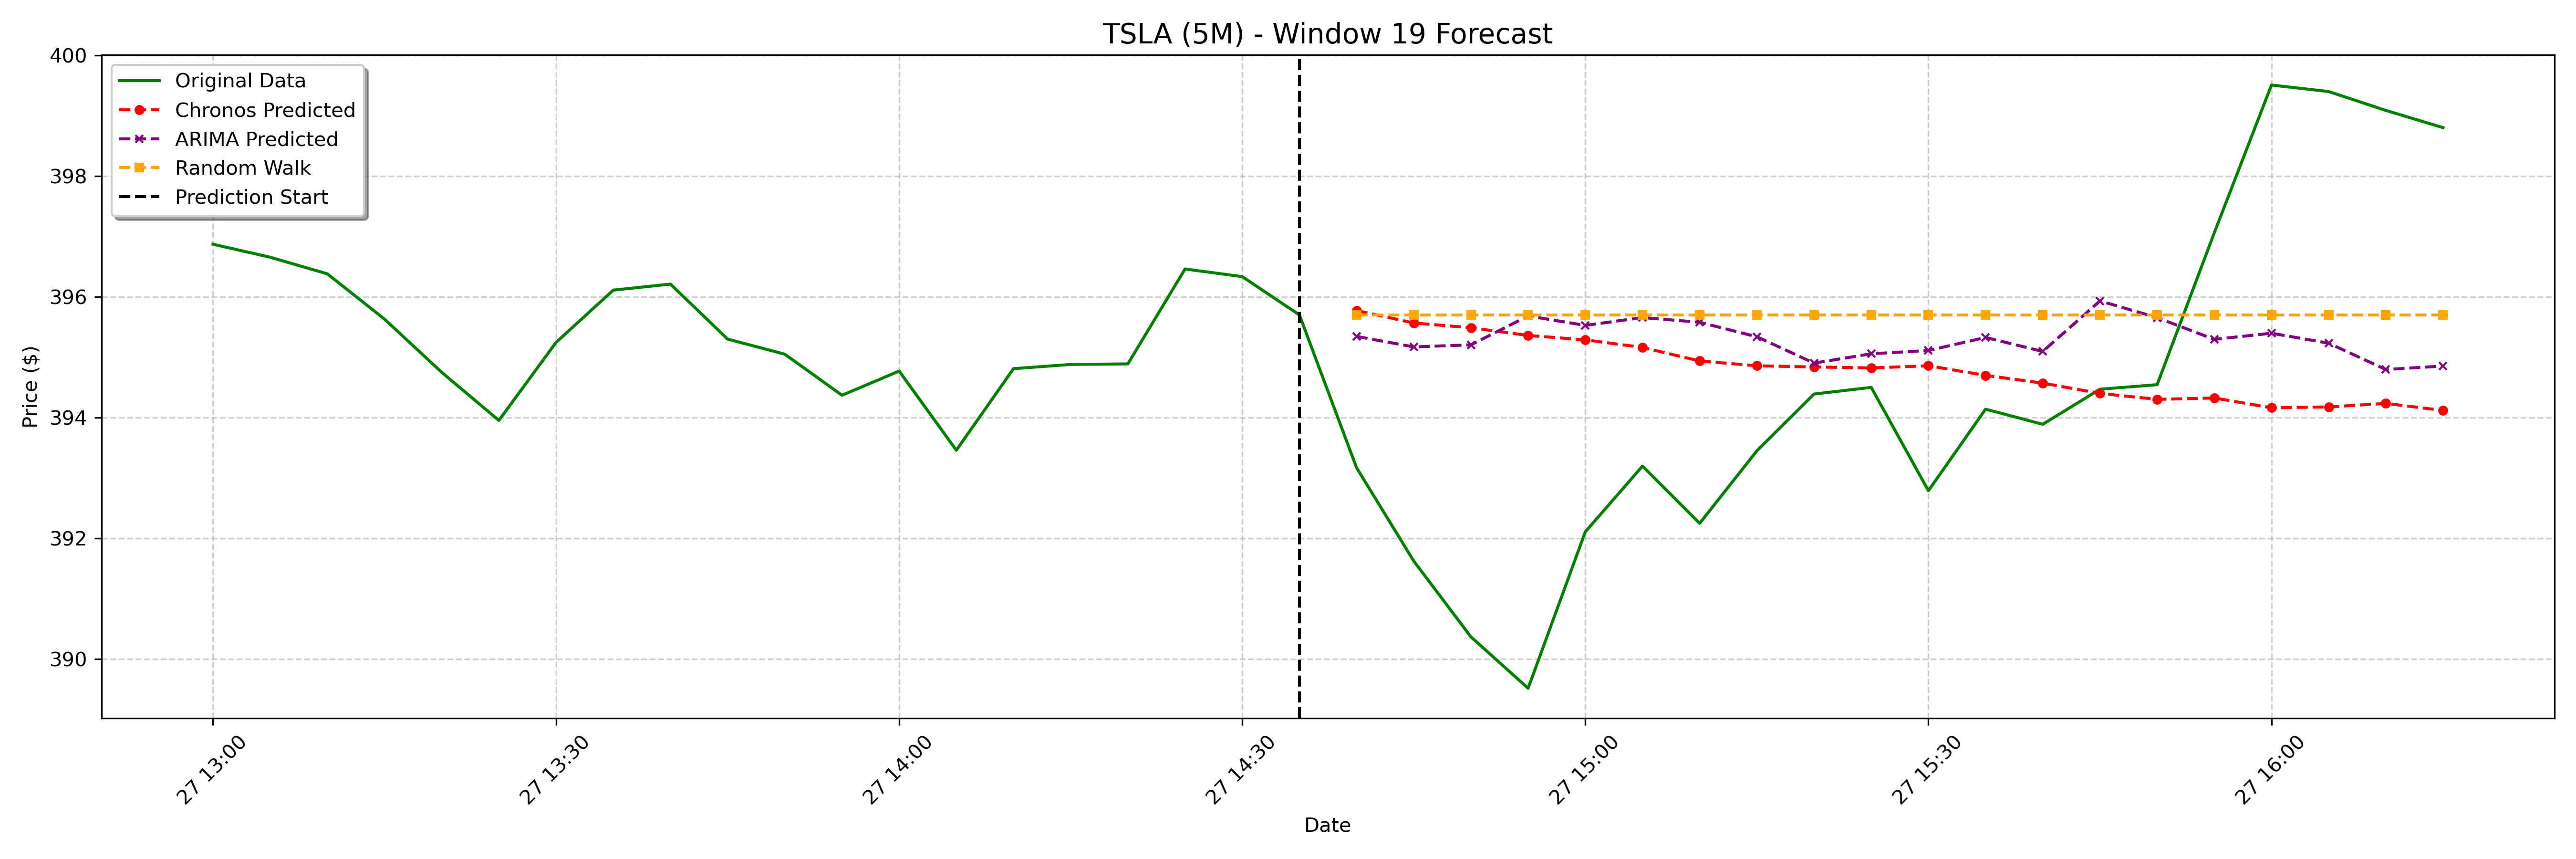 TSLA (5M) - Window 19 Forecast
Original Data
Chronos Predicted
ARIMA Predicted
Random Walk
Prediction Start
Price ($)
400
398
396
394
392
390
27 13:00
27 13:30
27 14:00
27 14:30
27 15:00
27 15:30
27 16:00
Date